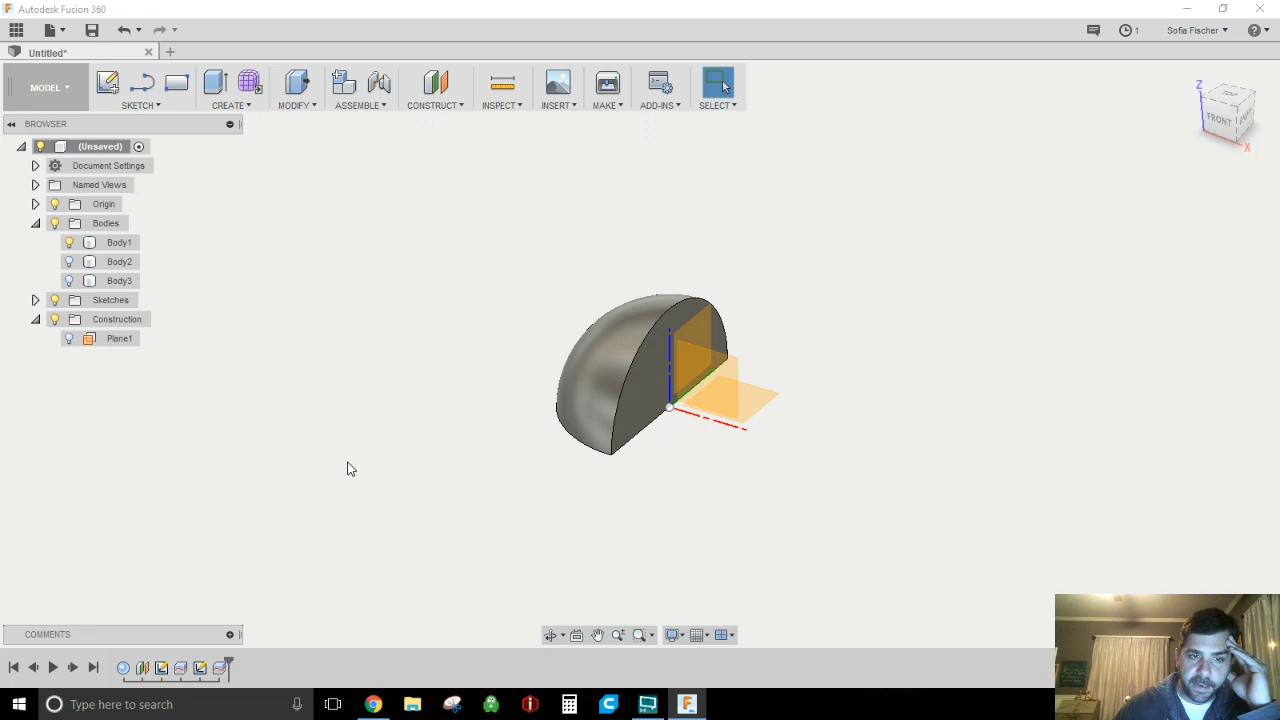 Autodesk Fusion 360
1
Sofia Fischer
Untitled*
MODEL
SKETCH
CREATE
MODIFY
ASSEMBLE
CONSTRUCT
INSPECT
INSERT
MAKE
ADD-INS
SELECT
Z
FRONT
X
BROWSER
(Unsaved)
Document Settings
Named Views
Origin
Bodies
Body1
Body2
Body3
Sketches
Construction
Plane1
COMMENTS
Type here to search